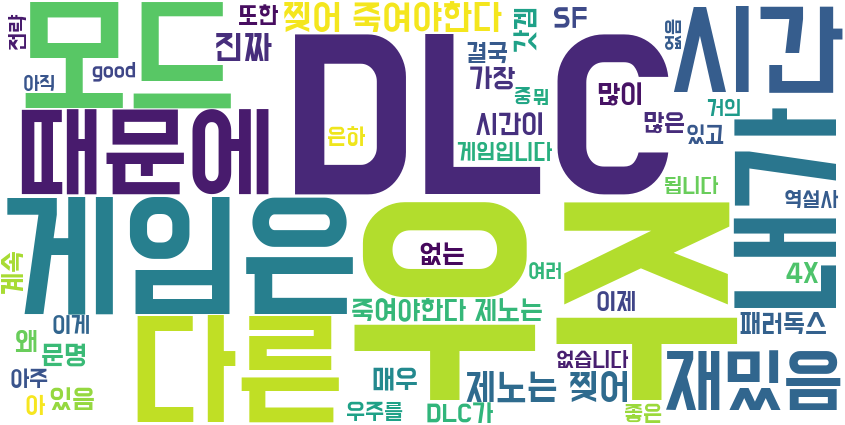 전략
모드
또한
찢어 죽여야한다
갓겜
SF
없
시간
아직
good
진짜
DLC
결국
가장
중
뭐
많이
때문에
은하
시간이
많은
거의
있고
게임입니다
가
계속
게임은
우주
없는
여러
됩니다
역설사
4X
내
왜
이게
문명
다른
죽여야한다 제노는
이제
패러독스
없습니다
아주
아
있음
매우
우주를
제노는 찢어
DLC가
좋은
재밌음